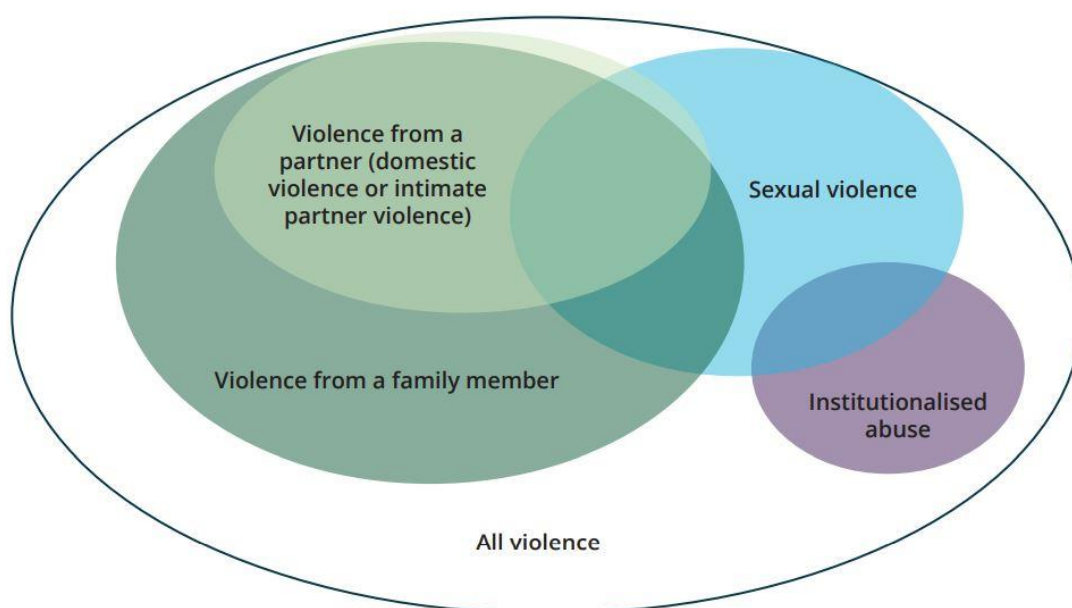 Violence from a
partner (domestic
violence or intimate
partner violence)
Sexual violence
Violence from a family member
Institutionalised
abuse
All violence